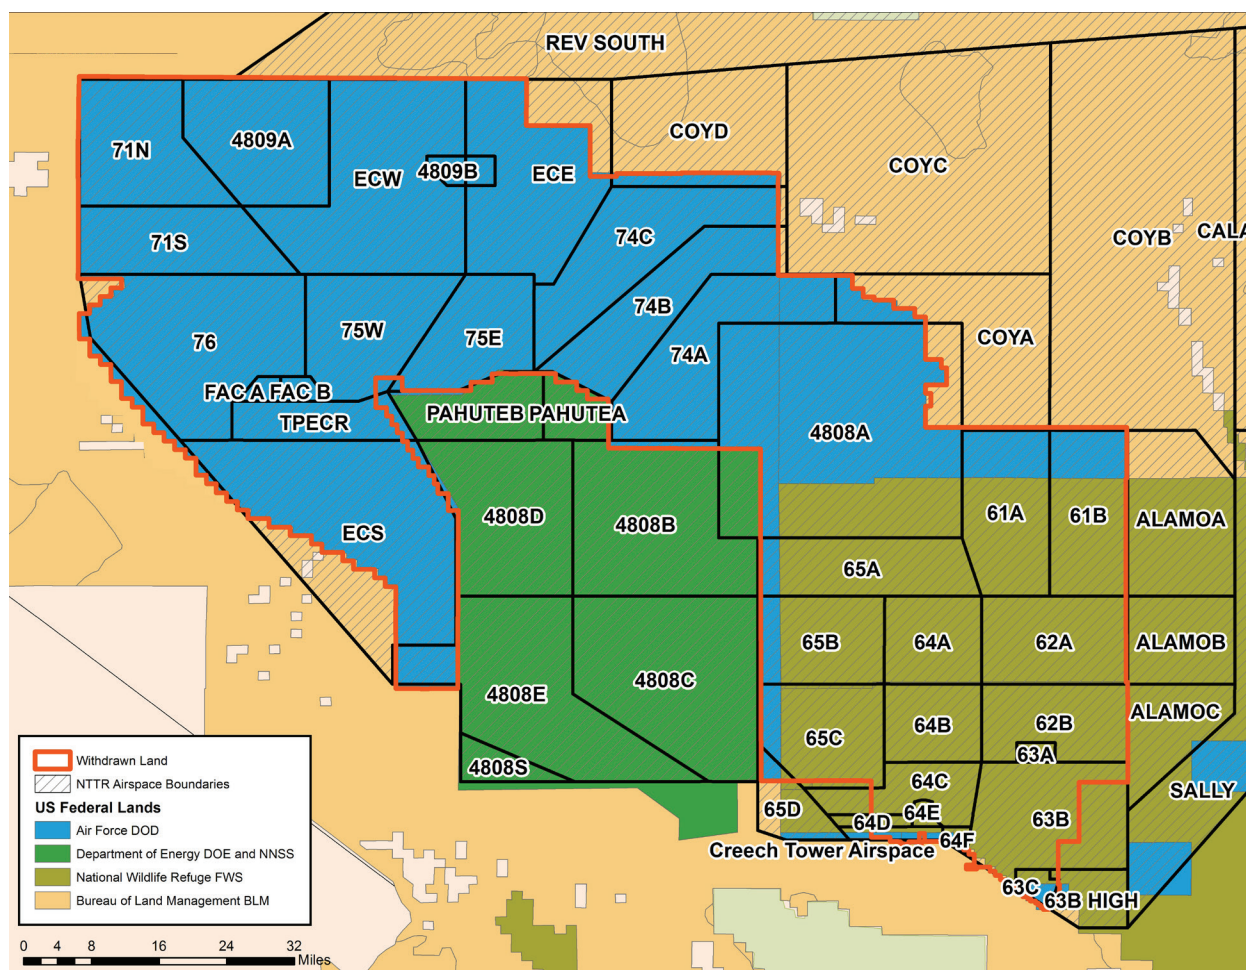 REV SOUTH
COYD
COYC
71N
4809A
ECW
4809B
ECE
COYB
CALA
71S
74C
74B
76
75W
75E
74A
COYA
FAC A FAC B
TPECR
PAHUTEB PAHUTEA
4808A
ECS
4808D
4808B
61A
61B
ALAMOA
65A
65B
64A
62A
ALAMOB
4808E
4808C
65C
64B
62B
ALAMOC
63A
4808S
64C
SALLY
65D
64D
64E
63B
64F
Creech Tower Airspace
63C
63B HIGH
Withdrawn Land
NTTR Airspace Boundaries
US Federal Lands
Air Force DOD
Department of Energy DOE and NNSS
National Wildlife Refuge FWS
Bureau of Land Management BLM
0 4 8 16 24 32
Miles